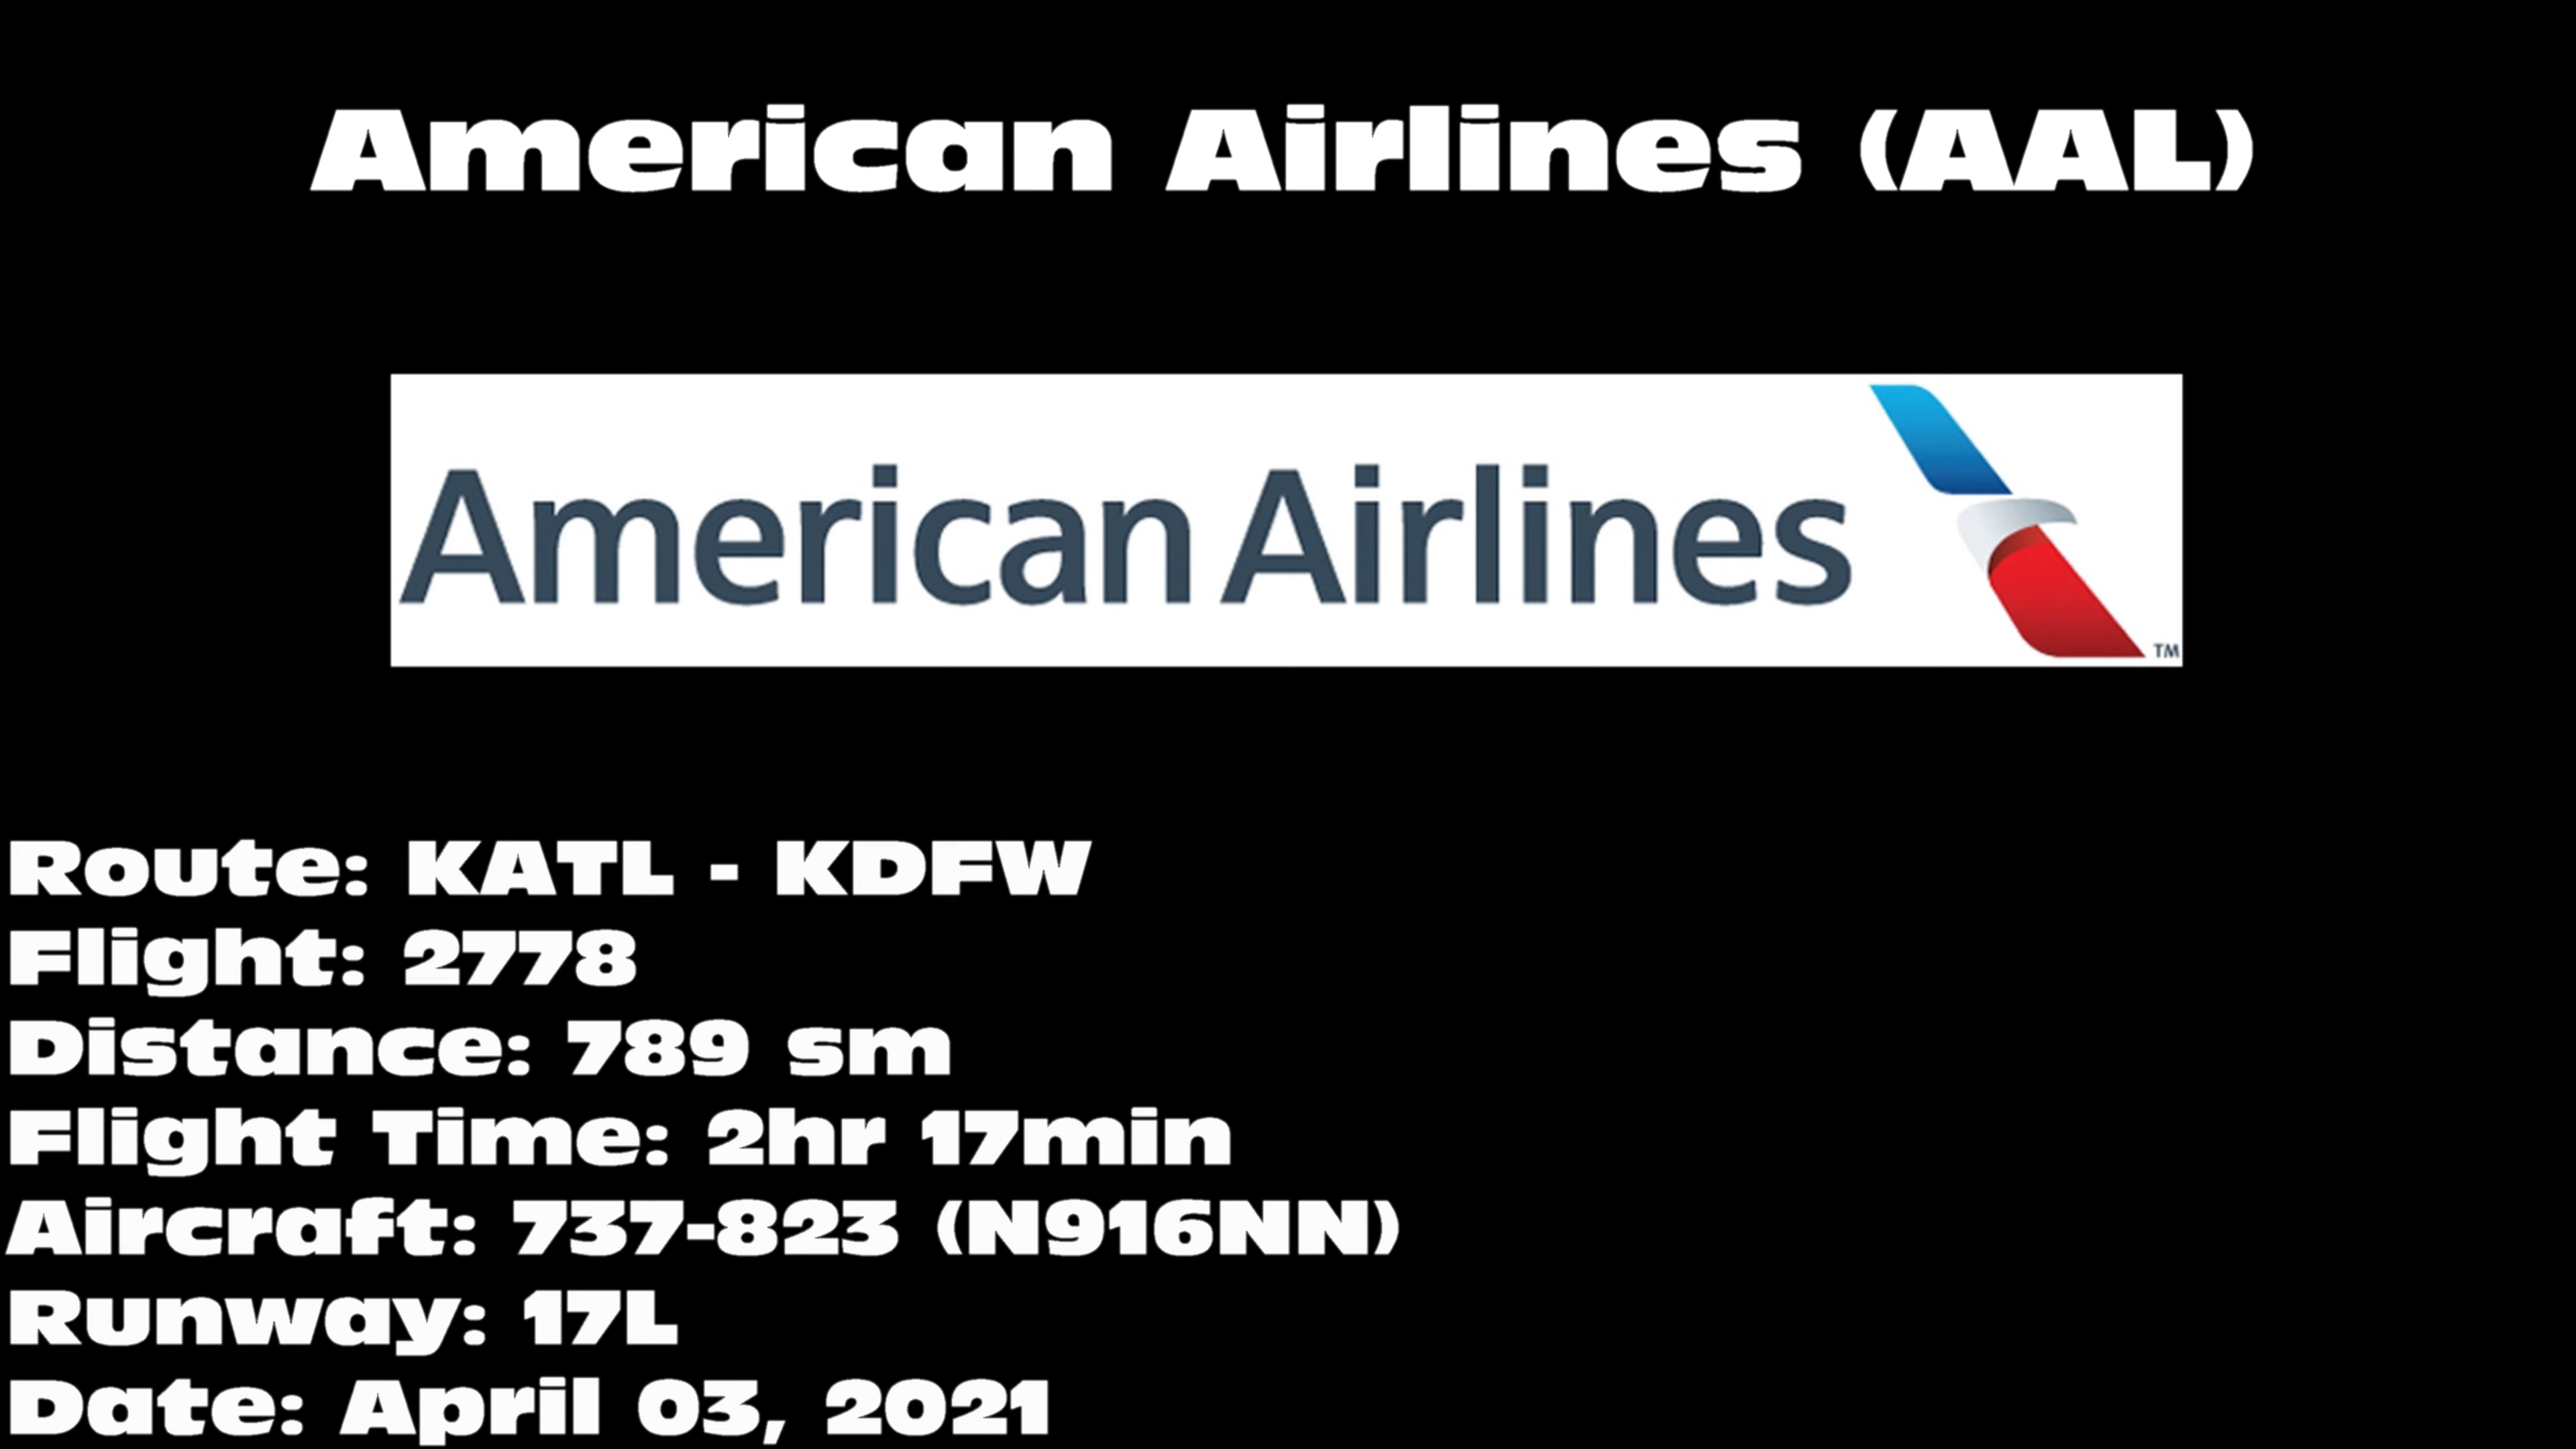 American Airlines (AAL)
American Airlines
TM
Route: KATL - KDFW
Flight: 2778
Distance: 789 sm
Flight Time: 2hr 17min
Aircraft: 737-823 (N916NN)
Runway: 17L
Date: April 03, 2021